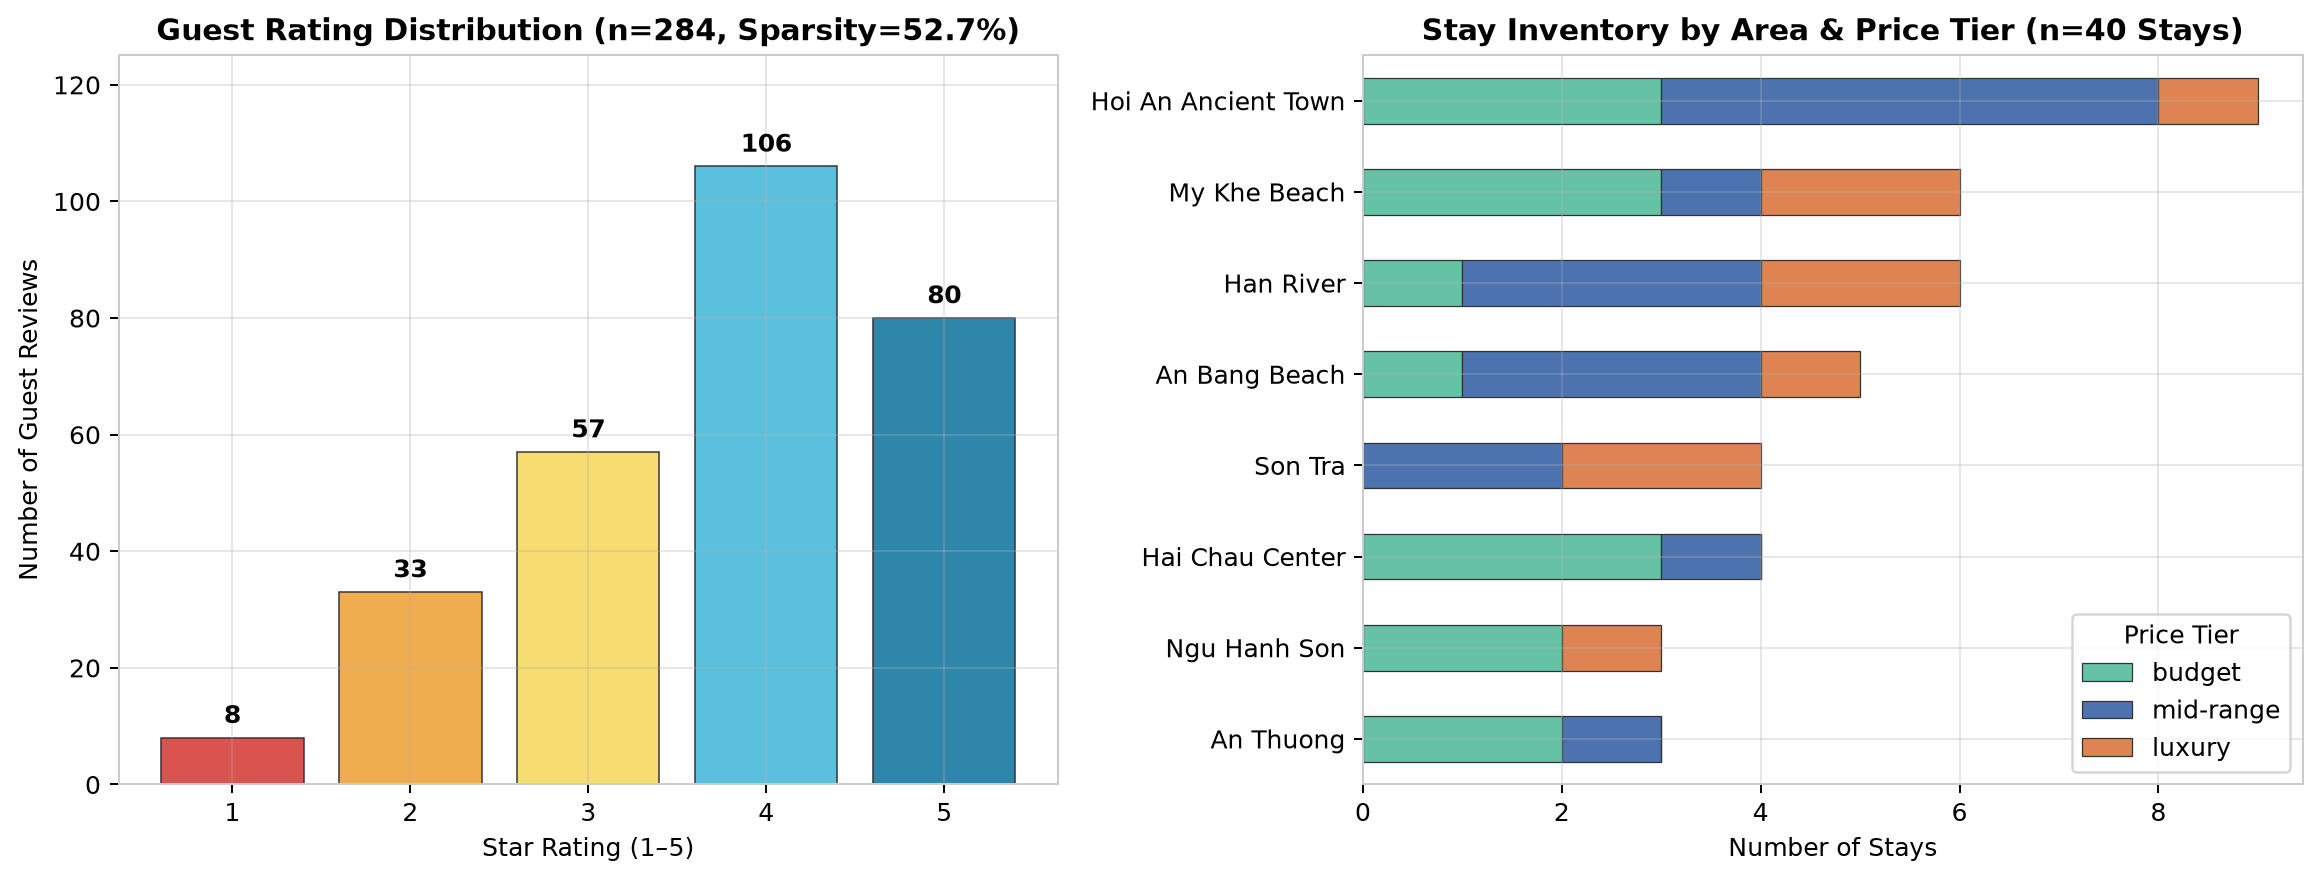 Guest Rating Distribution (n=284, Sparsity=52.7%)
Number of Guest Reviews
120
100
80
60
40
20
0
8
33
57
106
80
1
2
3
4
5
Star Rating (1–5)
Stay Inventory by Area & Price Tier (n=40 Stays)
Hoi An Ancient Town
My Khe Beach
Han River
An Bang Beach
Son Tra
Hai Chau Center
Ngu Hanh Son
An Thuong
0
2
4
6
8
Number of Stays
Price Tier
budget
mid-range
luxury